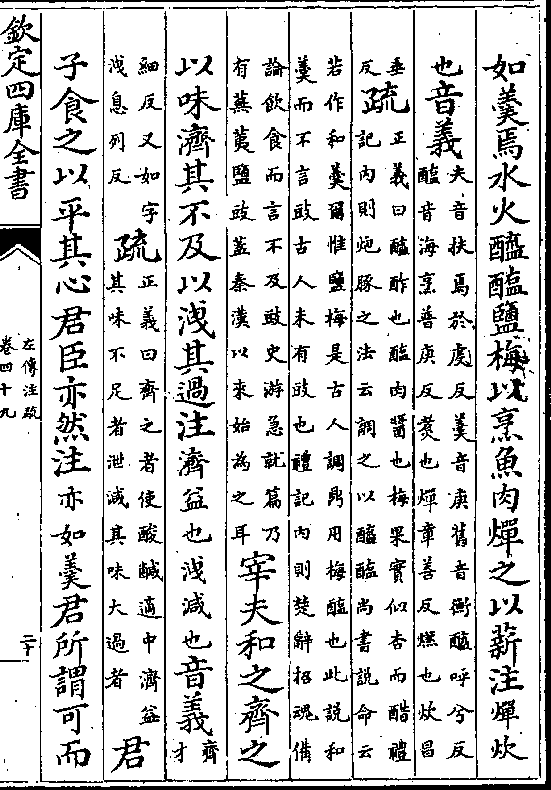 如羹焉水火醯醢鹽梅以烹魚肉燀之以薪注燀炊
也音義
夫音扶焉於虔反羹音庚舊音衡醯呼兮反
醢音海烹普庚反煑也燀章善反燃也炊昌
垂
反
疏
正義曰醯酢也醢肉醬也梅果實似杏而醋禮
記内則炮豚之法云調之以醯醢尚書說命云
若作和羹爾惟鹽梅是古人調鼎用梅醢也此說和
羹而不言豉古人未有豉也禮記内則楚辭招魂備
論飲食而言不及豉史游急就篇乃
有蕪荑鹽豉蓋秦漢以來始為之耳
宰夫和之齊之
以味濟其不及以洩其過注濟益也洩減也音義
齊
才
細反又如字
洩息列反
疏
正義曰齊之者使酸鹹適中濟益
其味不足者泄減其味大過者
君
子食之以平其心君臣亦然注亦如羹君所謂可而
欽定四庫全書
左傳注疏
卷四十九
二十